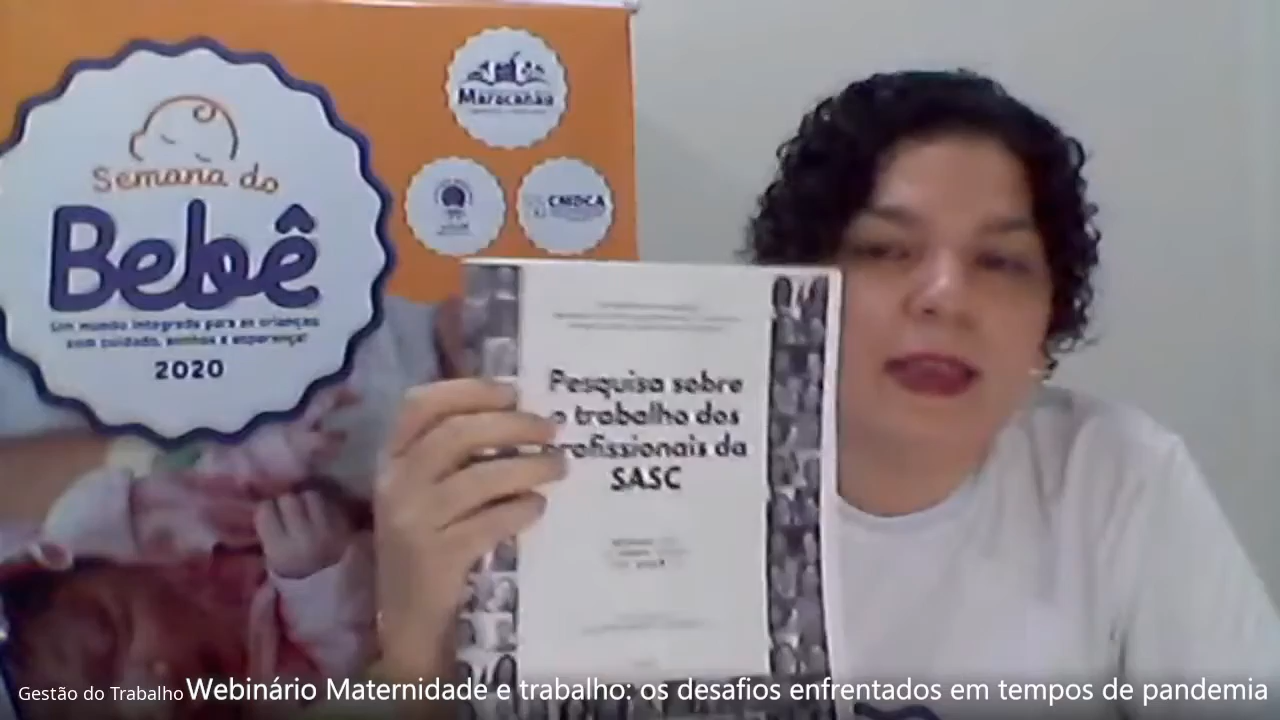 Semana do
Bebê
Um mundo integrado para as crianças
com cuidado, sonhos e esperança!
2020
Maracanaú
CMDCA
Pesquisa sobre
o trabalho dos
profissionais da
SASC
Gestão do Trabalho
Webinário Maternidade e trabalho: os desafios enfrentados em tempos de pandemia